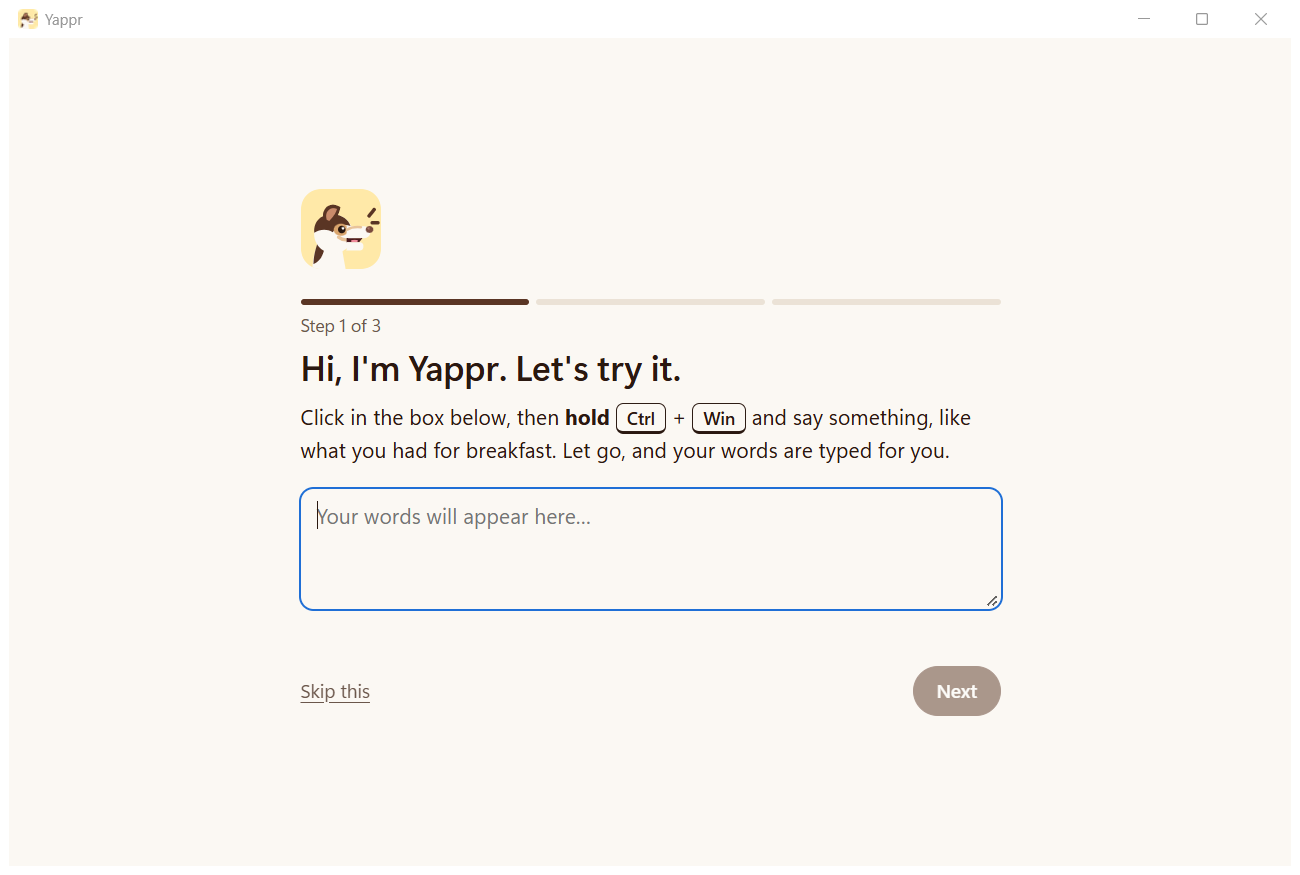 Yappr
Step 1 of 3
Hi, I'm Yappr. Let's try it.
Click in the box below, then hold Ctrl + Win and say something, like
what you had for breakfast. Let go, and your words are typed for you.
Your words will appear here...
Skip this
Next